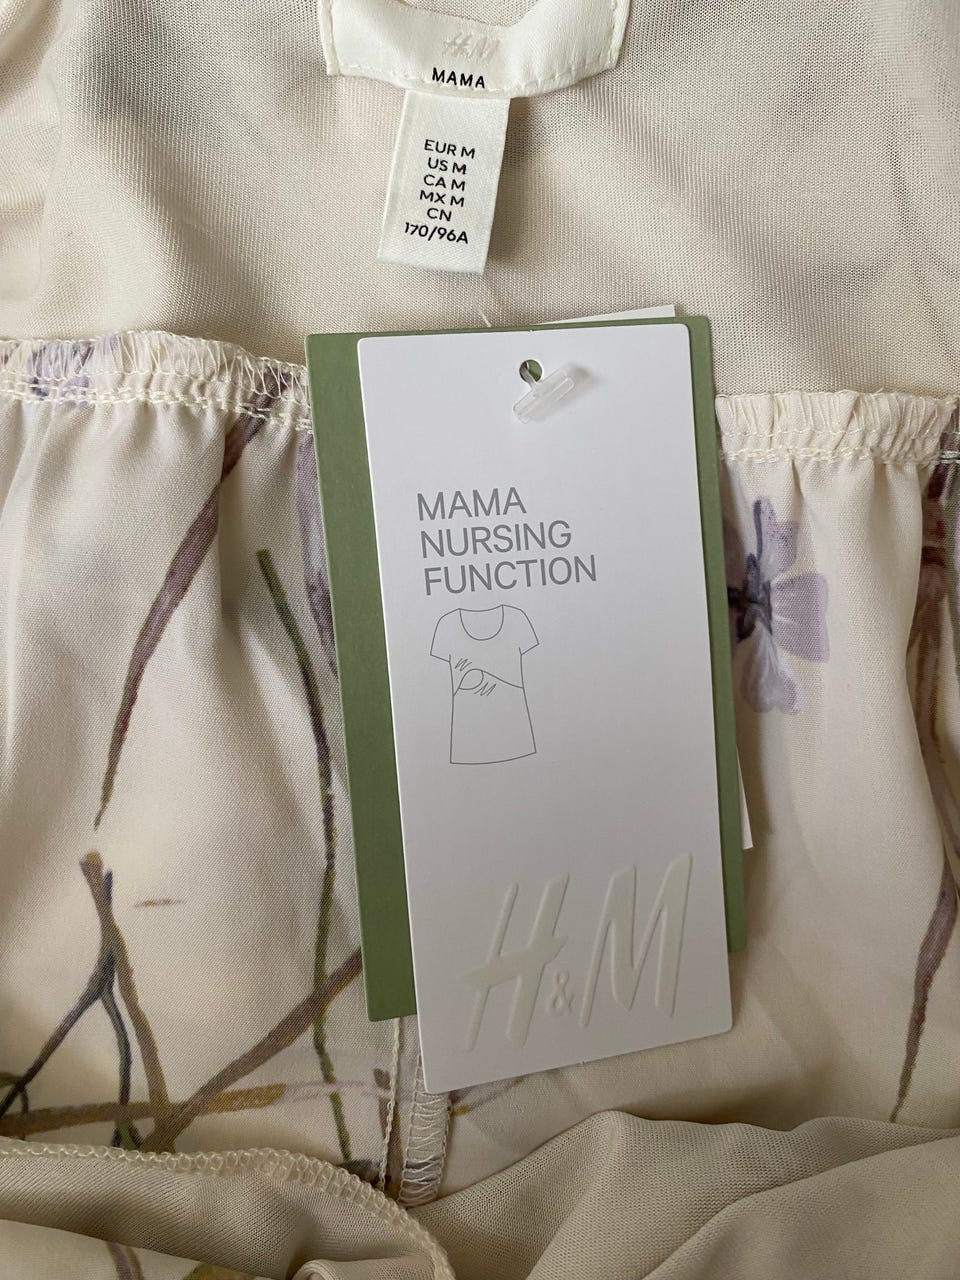 H&M
MAMA
EUR M
US M
CA M
MX M
CN
170/96A
MAMA
NURSING
FUNCTION
H&M